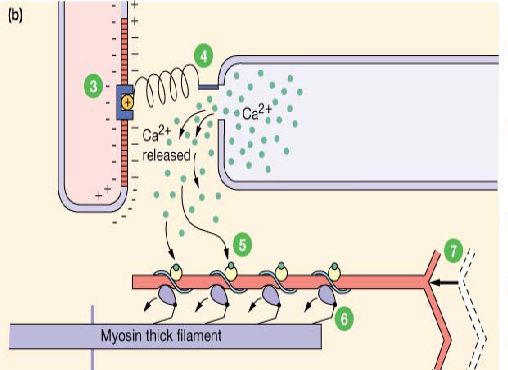 (b)
4
3
Ca2+
Ca2+
released
5
7
6
Myosin thick filament